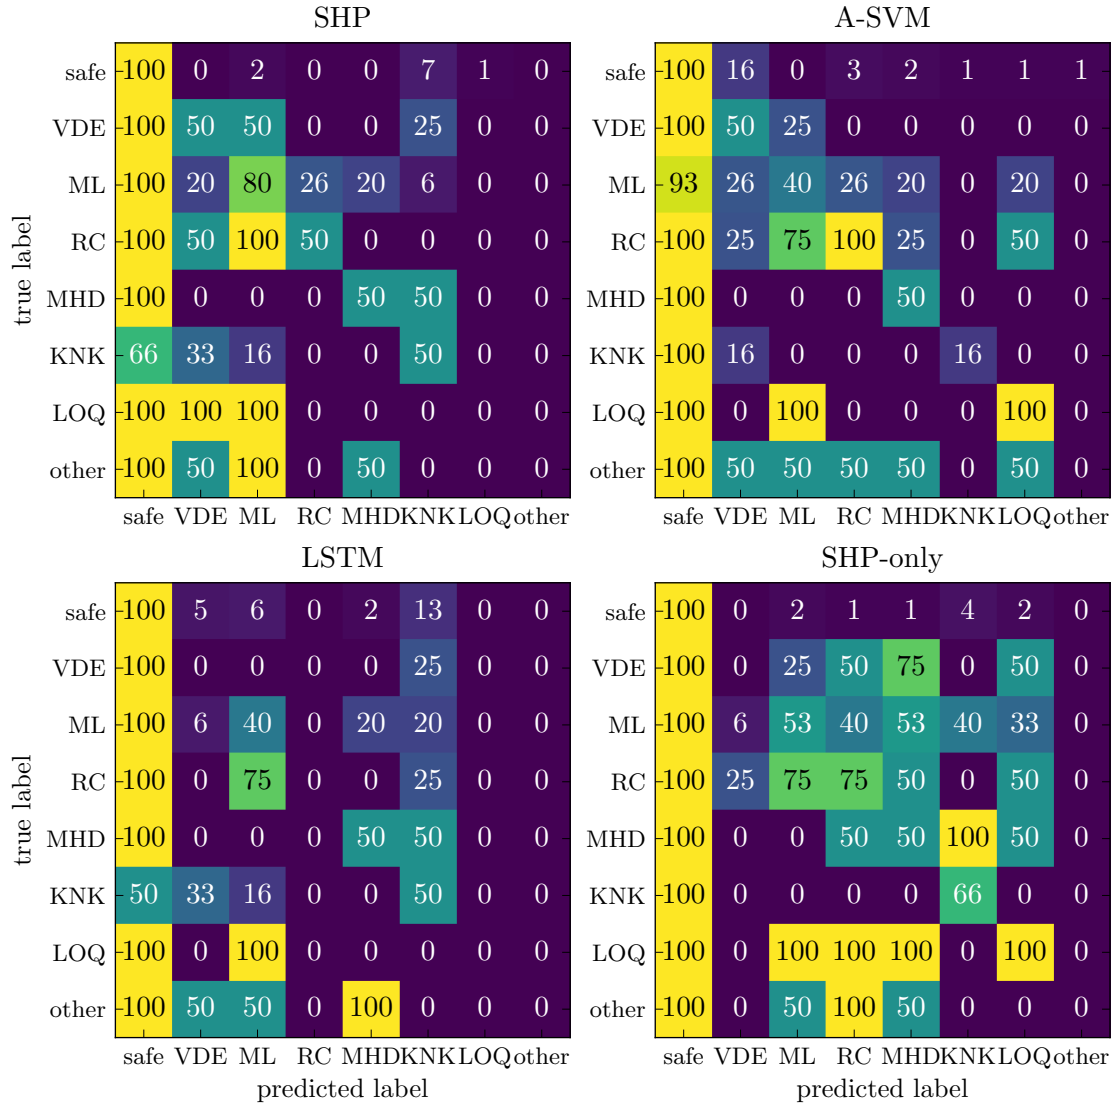 SHP
safe 100 0 2 0 0 7 1 0
VDE 100 50 50 0 0 25 0 0
ML 100 20 80 26 20 6 0 0
RC 100 50 100 50 0 0 0 0
MHD 100 0 0 0 50 50 0 0
KNK 66 33 16 0 0 50 0 0
LOQ 100 100 100 0 0 0 0 0
other 100 50 100 0 50 0 0 0
safe VDE ML RC MHD KNK LOQ other
true label
A-SVM
100 16 0 3 2 1 1 1
VDE 100 50 25 0 0 0 0 0
ML 93 26 40 26 20 0 20 0
RC 100 25 75 100 25 0 50 0
MHD 100 0 0 0 50 0 0 0
KNK 100 16 0 0 0 16 0 0
LOQ 100 0 100 0 0 0 100 0
other 100 50 50 50 50 0 50 0
safe VDE ML RC MHD KNK LOQ other
safe
LSTM
safe 100 5 6 0 2 13 0 0
VDE 100 0 0 0 0 25 0 0
ML 100 6 40 0 20 20 0 0
RC 100 0 75 0 0 25 0 0
MHD 100 0 0 0 50 50 0 0
KNK 50 33 16 0 0 50 0 0
LOQ 100 0 100 0 0 0 0 0
other 100 50 50 0 100 0 0 0
safe VDE ML RC MHD KNK LOQ other
true label
predicted label
SHP-only
safe 100 0 2 1 1 4 2 0
VDE 100 0 25 50 75 0 50 0
ML 100 6 53 40 53 40 33 0
RC 100 25 75 75 50 0 50 0
MHD 100 0 0 50 50 100 50 0
KNK 100 0 0 0 0 66 0 0
LOQ 100 0 100 100 100 0 100 0
other 100 0 50 100 50 0 0 0
safe VDE ML RC MHD KNK LOQ other
predicted label